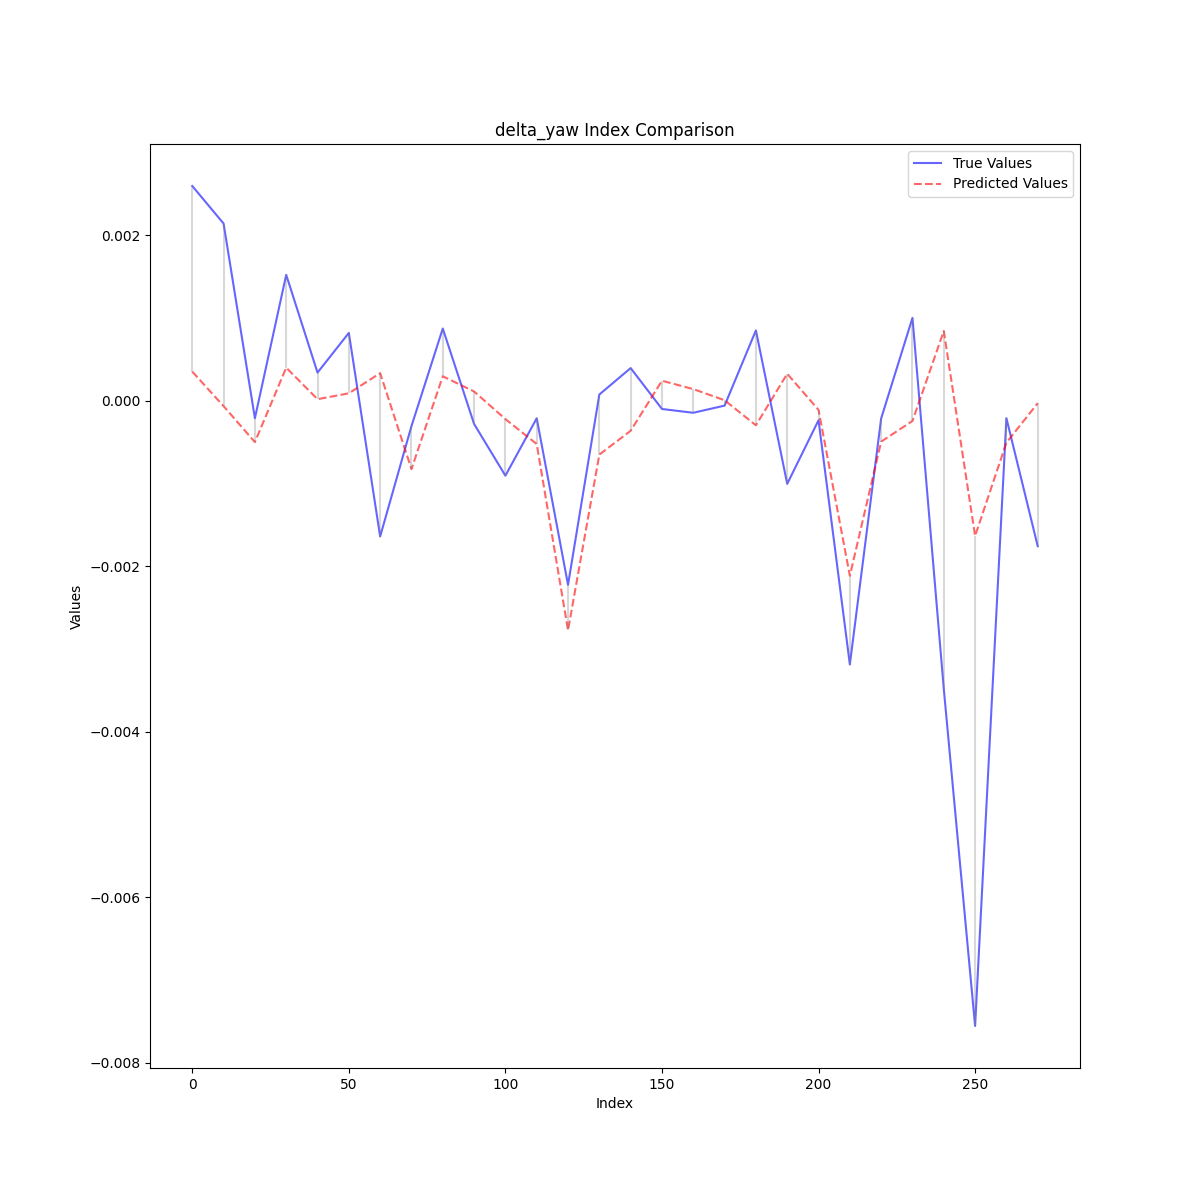 delta_yaw Index Comparison
True Values
Predicted Values
0.002
0.000
−0.002
−0.004
−0.006
−0.008
Values
0
50
100
150
200
250
Index